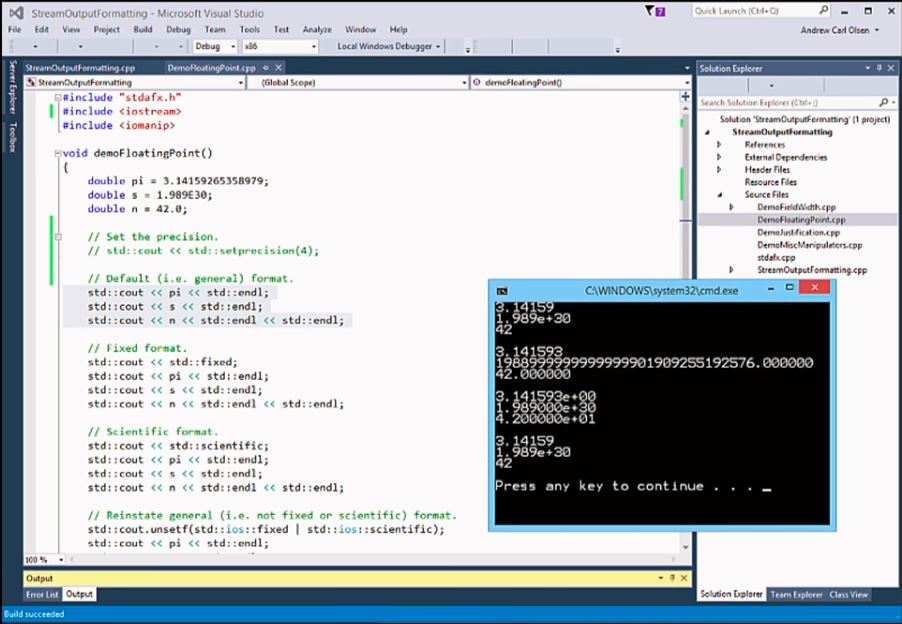 StreamOutputFormatting - Microsoft Visual Studio
7
Quick Launch (Ctrl+Q)
File Edit View Project Build Debug Team Tools Test Analyze Window Help
Andrew Carl Olsen
Debug x86 Local Windows Debugger
Server Explorer
Toolbox
StreamOutputFormatting.cpp DemoFloatingPoint.cpp
StreamOutputFormatting (Global Scope) demoFloatingPoint()
#include "stdafx.h"
#include <iostream>
#include <iomanip>
void demoFloatingPoint()
{
double pi = 3.14159265358979;
double s = 1.989E30;
double n = 42.0;
// Set the precision.
// std::cout << std::setprecision(4);
// Default (i.e. general) format.
std::cout << pi << std::endl;
std::cout << s << std::endl;
std::cout << n << std::endl << std::endl;
// Fixed format.
std::cout << std::fixed;
std::cout << pi << std::endl;
std::cout << s << std::endl;
std::cout << n << std::endl << std::endl;
// Scientific format.
std::cout << std::scientific;
std::cout << pi << std::endl;
std::cout << s << std::endl;
std::cout << n << std::endl << std::endl;
// Reinstate general (i.e. not fixed or scientific) format.
std::cout.unsetf(std::ios::fixed | std::ios::scientific);
std::cout << pi << std::endl;
100 %
Solution Explorer
Search Solution Explorer (Ctrl+;)
Solution 'StreamOutputFormatting' (1 project)
StreamOutputFormatting
References
External Dependencies
Header Files
Resource Files
Source Files
DemoFieldWidth.cpp
DemoFloatingPoint.cpp
DemoJustification.cpp
DemoMiscManipulators.cpp
stdafx.cpp
StreamOutputFormatting.cpp
C:\WINDOWS\system32\cmd.exe
3.14159
1.989e+30
42
3.141593
1988999999999999901909255192576.000000
42.000000
3.141593e+00
1.989000e+30
4.200000e+01
3.14159
1.989e+30
42
Press any key to continue . . . _
Output
Error List Output
Solution Explorer Team Explorer Class View
Build succeeded